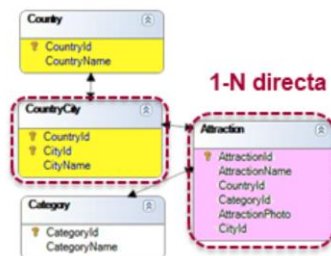 Country
CountryId
CountryName
1-N directa
CountryCity
CountryId
CityId
CityName
Attraction
AttractionId
AttractionName
CountryId
CategoryId
AttractionPhoto
CityId
Category
CategoryId
CategoryName